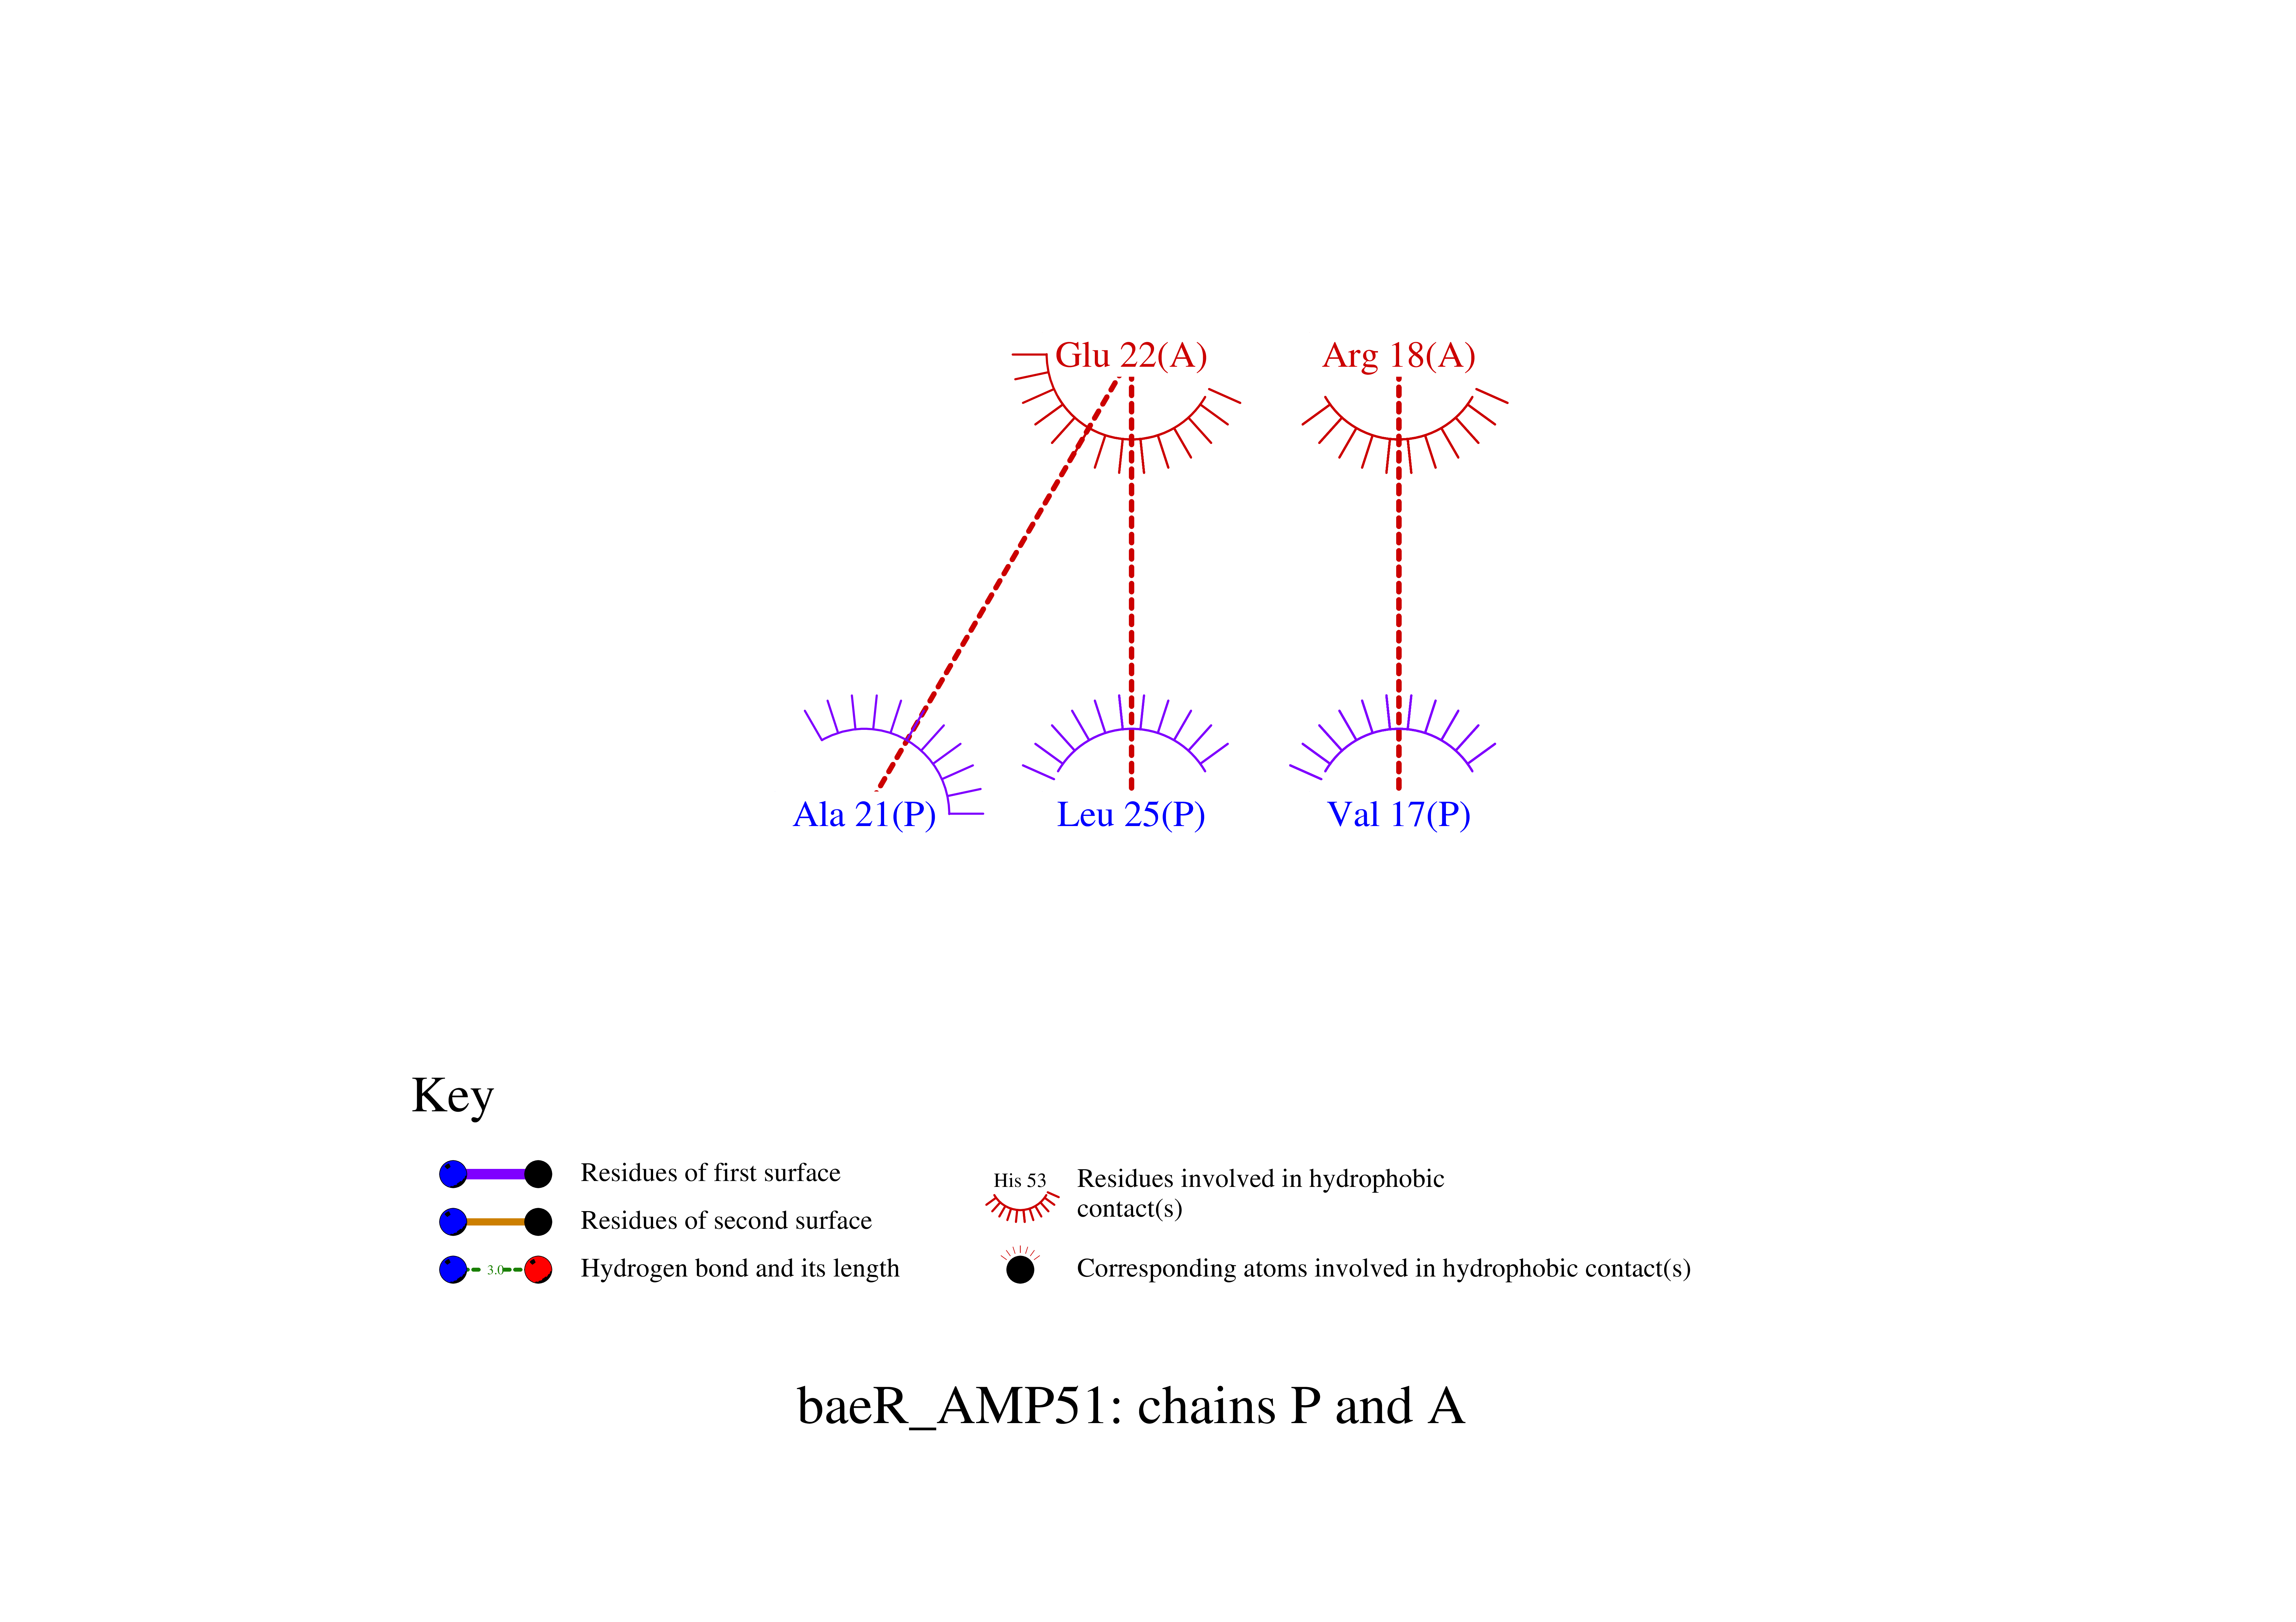 Glu 22(A) Arg 18(A)
Ala 21(P) Leu 25(P) Val 17(P)
Key
Residues of first surface
Residues of second surface
3.0 Hydrogen bond and its length
His 53 Residues involved in hydrophobic
contact(s)
Corresponding atoms involved in hydrophobic contact(s)
baeR_AMP51: chains P and A